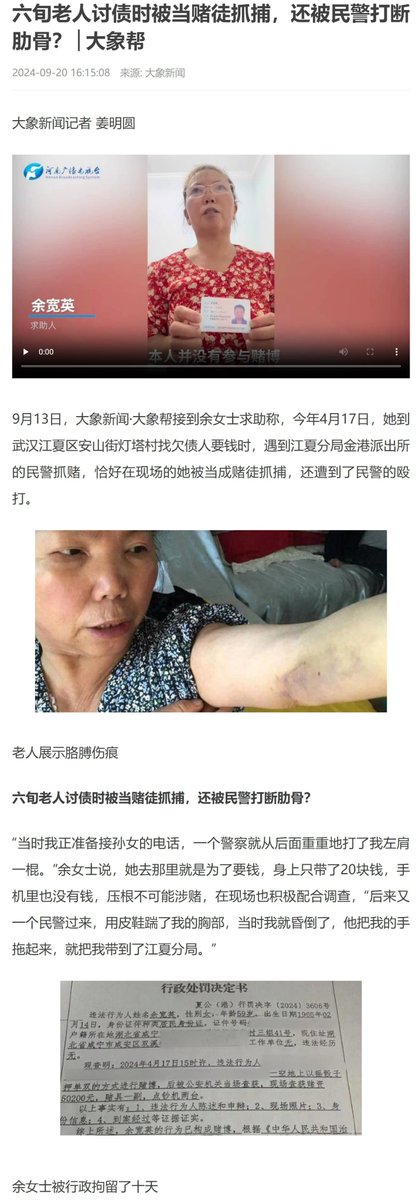 六旬老人讨债时被当赌徒抓捕，还被民警打断
肋骨？│大象帮
2024-09-20 16:15:08 来源: 大象新闻
大象新闻记者 姜明圆
河南广播电视台
余宽英
求助人
0:00
本人并没有参与赌博
9月13日，大象新闻·大象帮接到余女士求助称，今年4月17日，她到
武汉江夏区安山街灯塔村找欠债人要钱时，遇到江夏分局金港派出所
的民警抓赌，恰好在现场的她被当成赌徒抓捕，还遭到了民警的殴
打。
老人展示胳膊伤痕
六旬老人讨债时被当赌徒抓捕，还被民警打断肋骨？
“当时我正准备接孙女的电话，一个警察就从后面重重地打了我左肩
一棍。”余女士说，她去那里就是为了要钱，身上只带了20块钱，手
机里也没有钱，压根不可能涉赌，在现场也积极配合调查，“后来又
一个民警过来，用皮鞋踹了我的胸部，当时我就昏倒了，他把我的手
拖起来，就把我带到了江夏分局。”
行政处罚决定书
夏公（港）行罚决字〔2024〕3606号
违法行为人姓名余宽英，性别女，年龄59岁，出生日期1965年02
月14日，身份证件种类居民身份证，证件号码
户籍所在地湖北省咸宁 付三组41号，现住址湖
北省咸宁市咸安区双溪 工作单位无，违法经历
无。
现查明：2024年4月17日15时许，违法行为人
一空地上以摇骰子
押单双的方式进行赌博，后被公安机关当场查获，现场查获赌资
50200元，赌具一副，点钞机两台。
以上事实有：1、违法行为人陈述和申辩；2、现场照片；3、身
份信息；4、到案经过等证据证实。
综上所述，余宽英的行为已构成赌博，根据《中华人民共和国治
余女士被行政拘留了十天